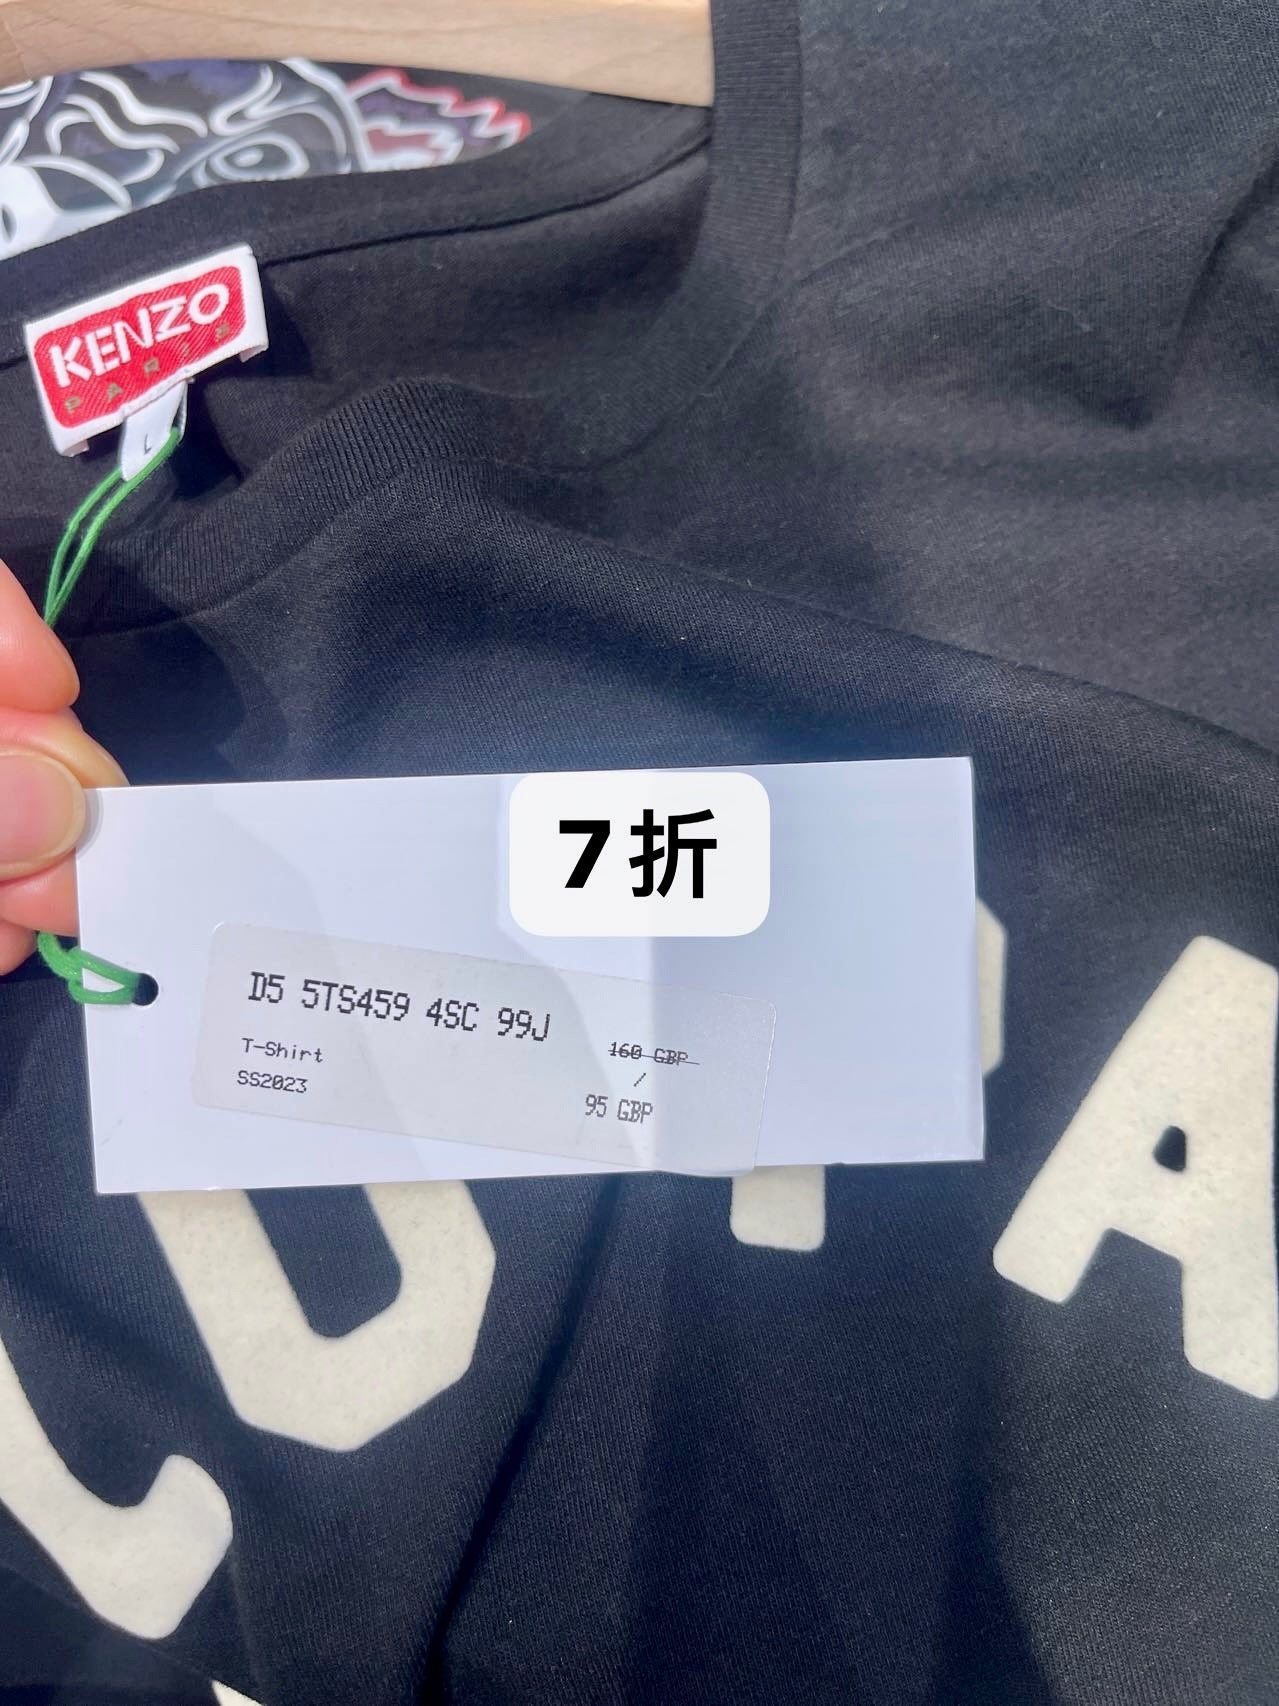 KENZO
PARIS
L
7折
D5 5TS459 4SC 99J
T-Shirt
SS2023
160 GBP
/
95 GBP